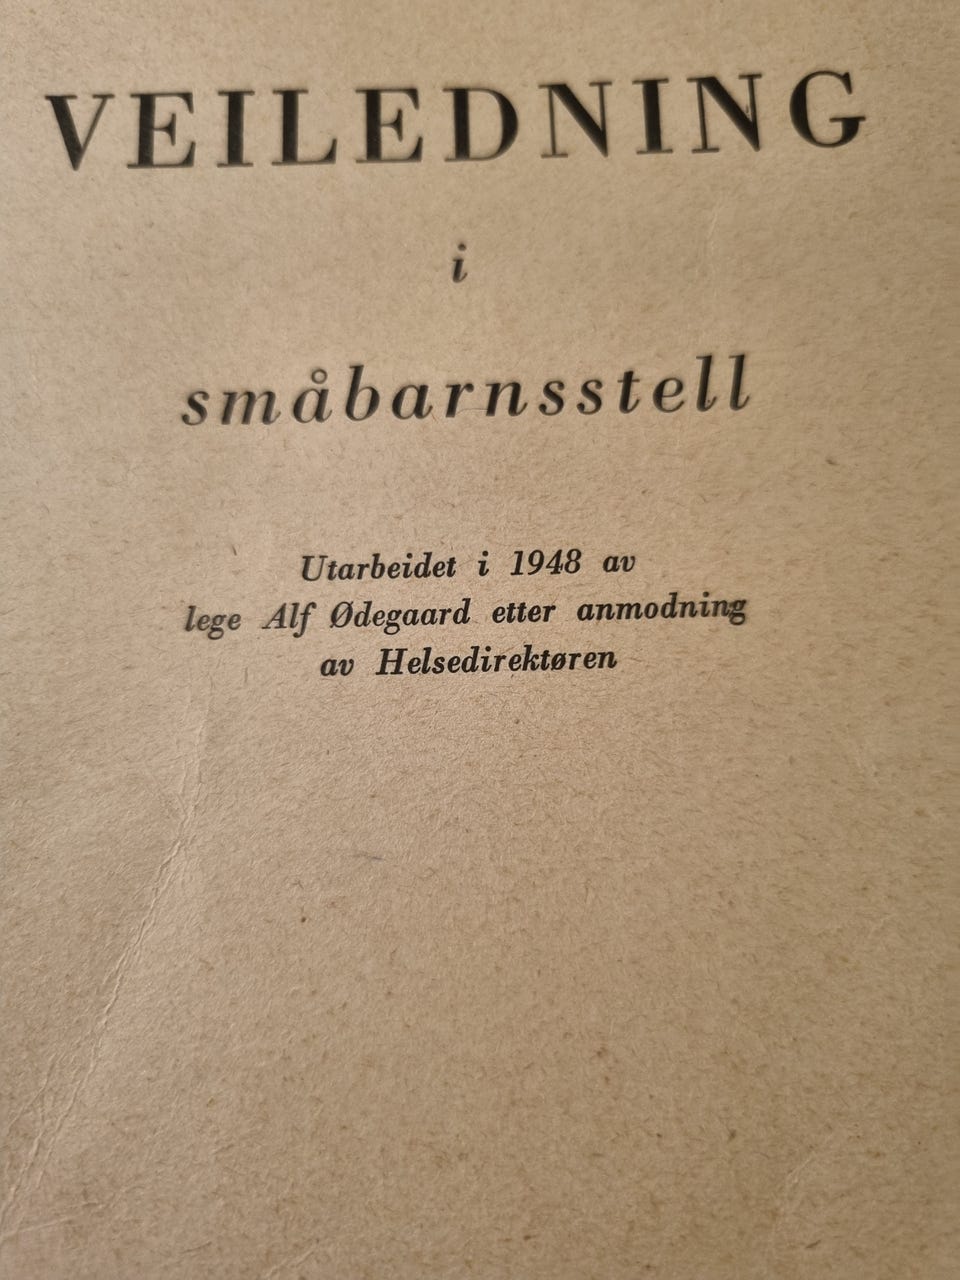 VEILEDNING
i
småbarnsstell
Utarbeidet i 1948 av
lege Alf Ødegaard etter anmodning
av Helsedirektøren